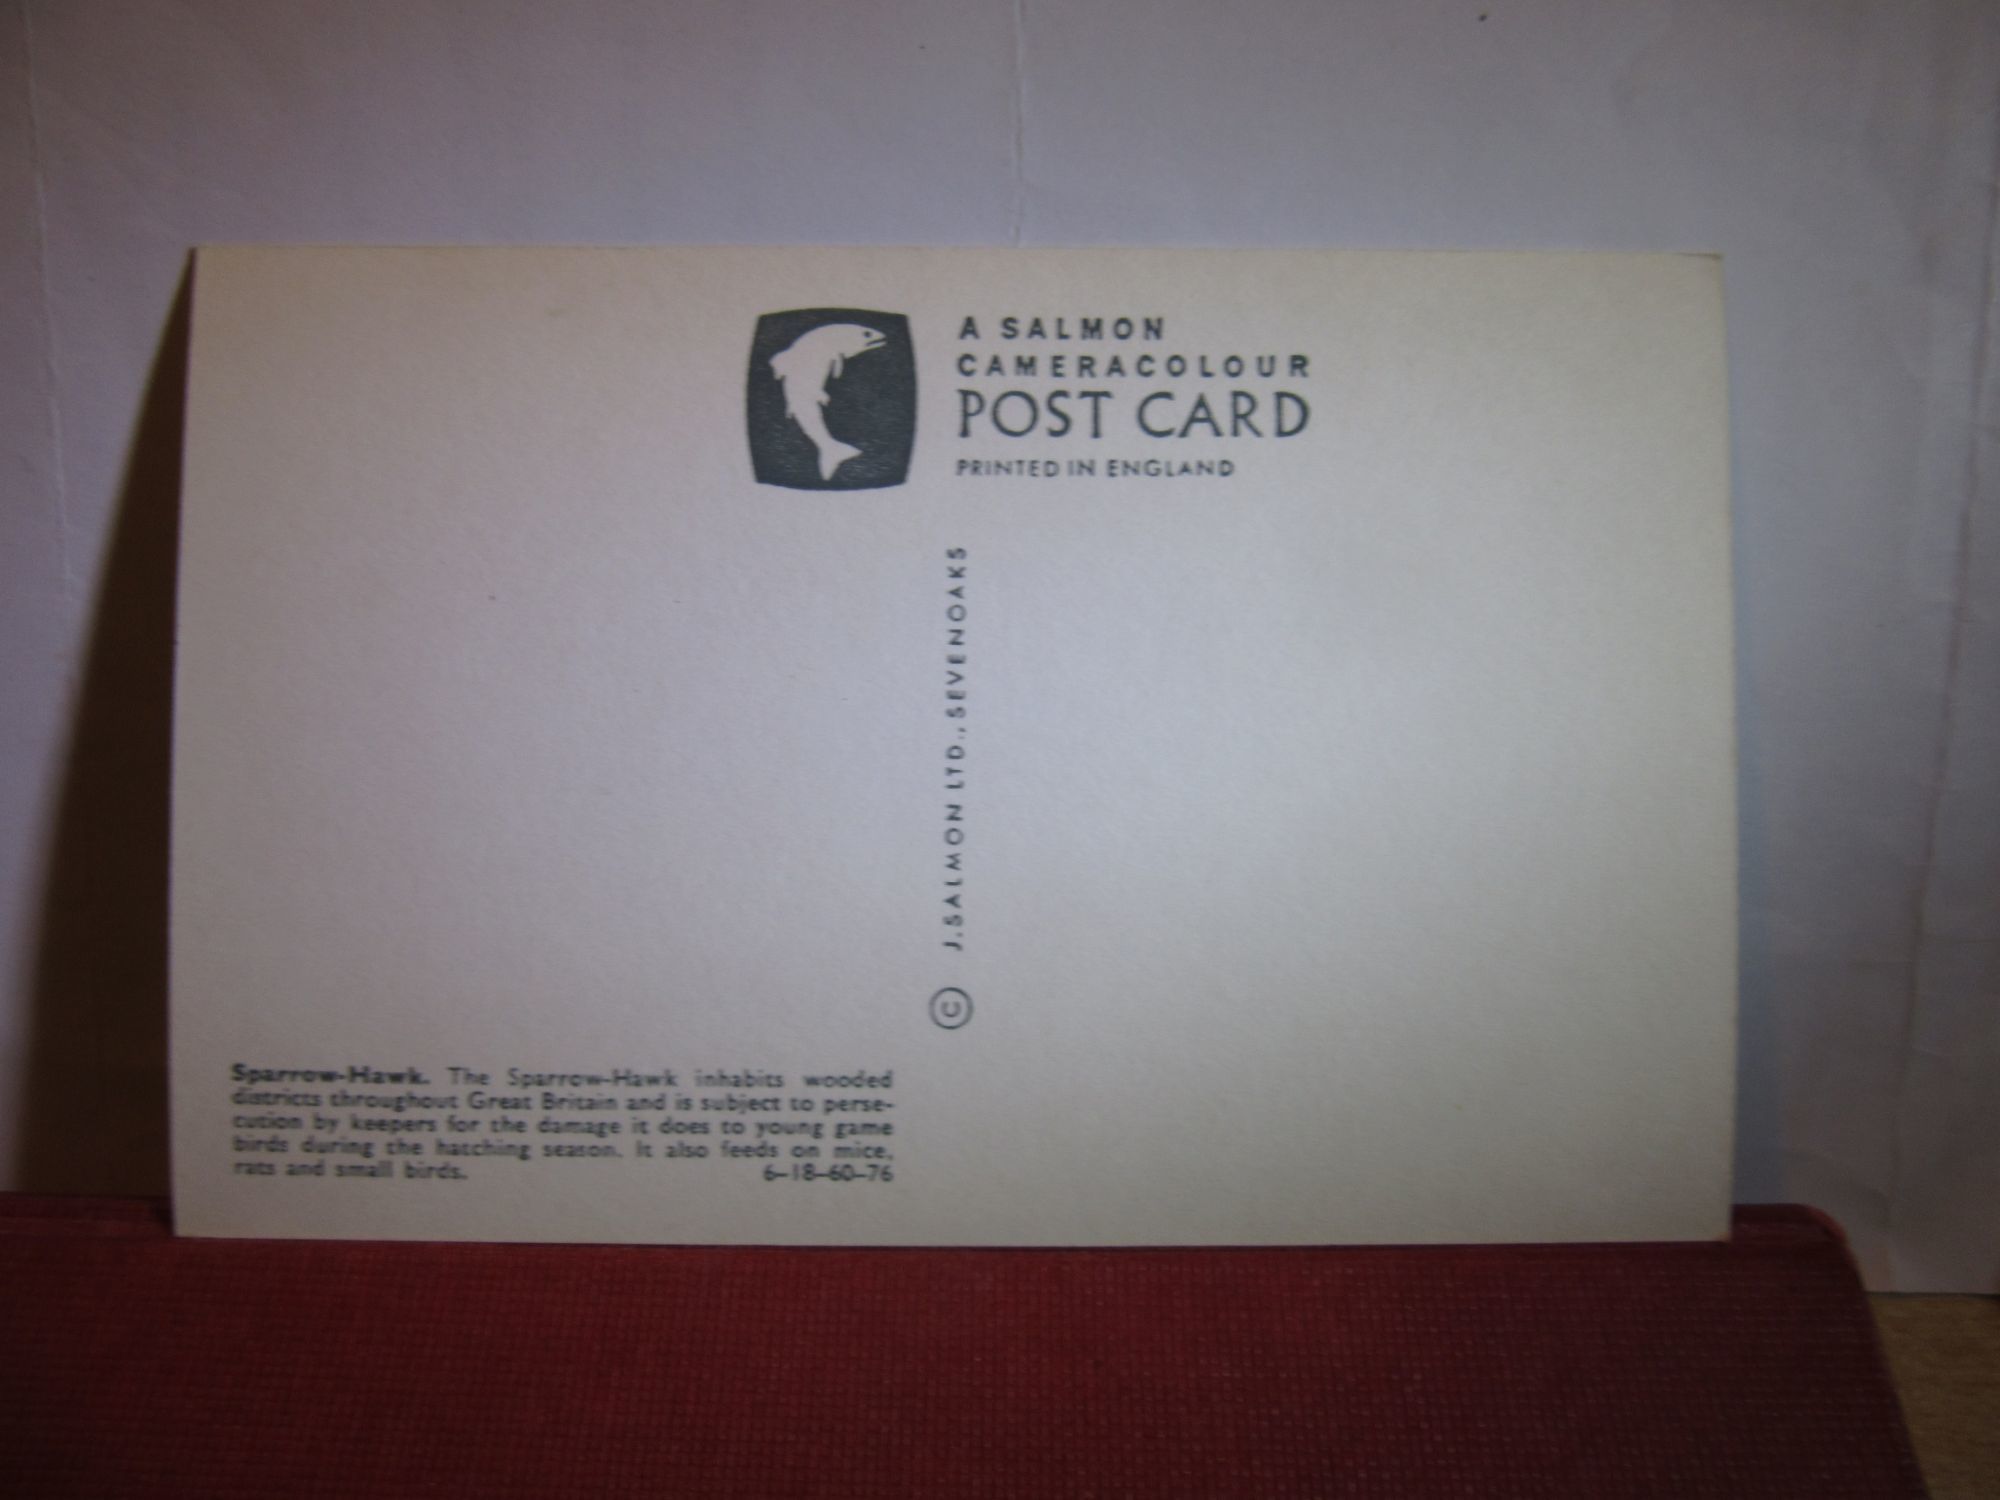 A SALMON
CAMERACOLOUR
POST CARD
PRINTED IN ENGLAND
© J. SALMON LTD., SEVENOAKS
Sparrow-Hawk. The Sparrow-Hawk inhabits wooded
districts throughout Great Britain and is subject to perse-
cution by keepers for the damage it does to young game
birds during the hatching season. It also feeds on mice,
rats and small birds. 6–18–60–76